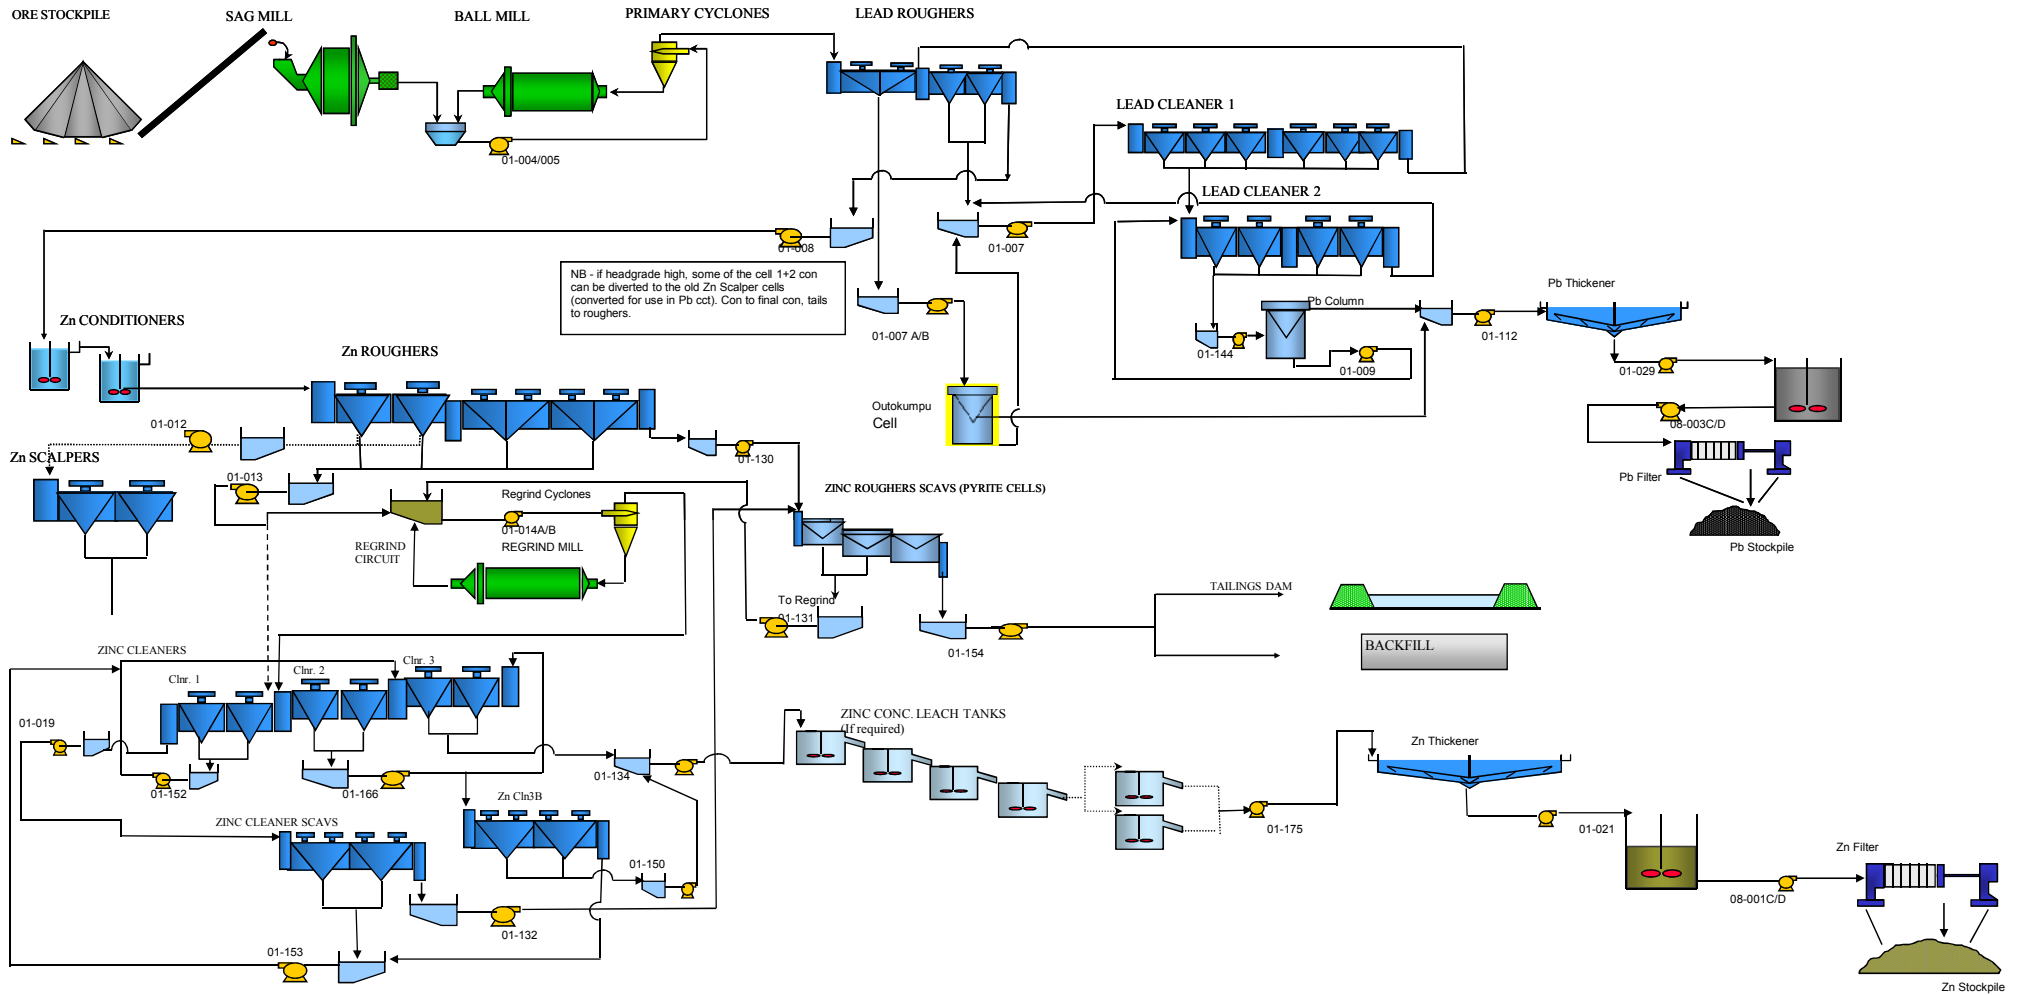 ORE STOCKPILE
SAG MILL
BALL MILL
PRIMARY CYCLONES
LEAD ROUGHERS
01-004/005
LEAD CLEANER 1
LEAD CLEANER 2
01-008
01-007
NB - if headgrade high, some of the cell 1+2 con
can be diverted to the old Zn Scalper cells
(converted for use in Pb cct). Con to final con, tails
to roughers.
01-007 A/B
Pb Column
01-144
01-009
01-112
Pb Thickener
01-029
08-003C/D
Pb Filter
Pb Stockpile
Outokumpu
Cell
Zn CONDITIONERS
Zn ROUGHERS
01-012
Zn SCALPERS
01-013
01-130
Regrind Cyclones
01-014A/B
REGRIND MILL
REGRIND
CIRCUIT
ZINC ROUGHERS SCAVS (PYRITE CELLS)
To Regrind
01-131
01-154
TAILINGS DAM
BACKFILL
ZINC CLEANERS
Clnr. 1
Clnr. 2
Clnr. 3
01-019
01-152
01-166
01-134
ZINC CONC. LEACH TANKS
(If required)
01-175
Zn Thickener
01-021
Zn Cln3B
ZINC CLEANER SCAVS
01-150
01-132
01-153
Zn Filter
08-001C/D
Zn Stockpile